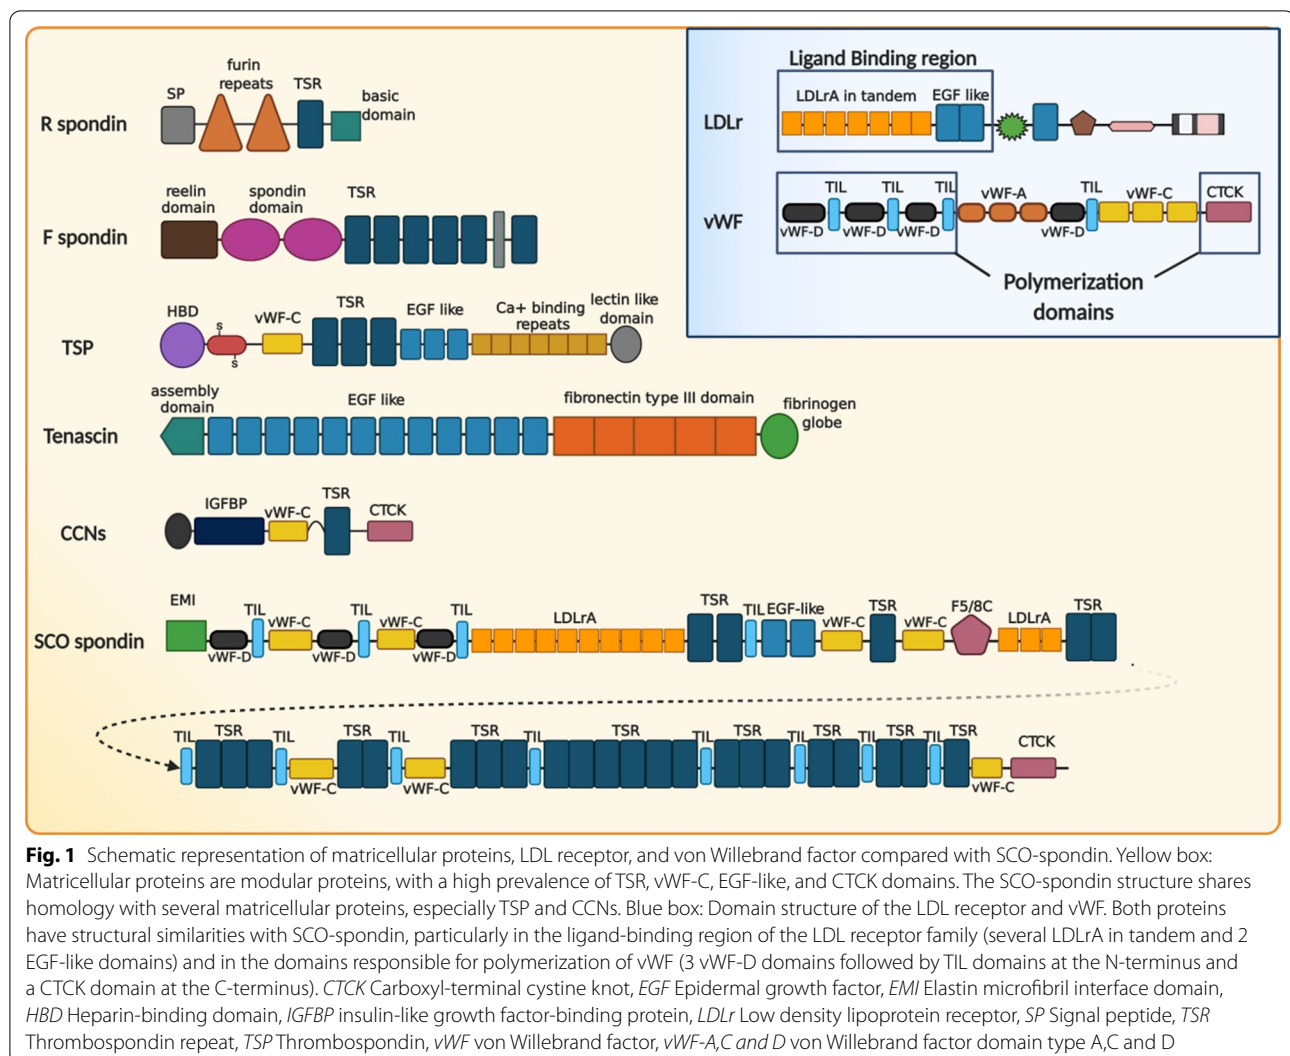 furin
repeats
SP
TSR
basic
domain
R spondin
reelin
domain
spondin
domain
TSR
F spondin
HBD
S
S
vWF-C
TSR
EGF like
Ca+ binding
repeats
lectin like
domain
TSP
assembly
domain
EGF like
fibronectin type III domain
fibrinogen
globe
Tenascin
IGFBP
vWF-C
TSR
CTCK
CCNs
Ligand Binding region
LDLrA in tandem
EGF like
LDLr
TIL
TIL
TIL
vWF-A
TIL
vWF-C
CTCK
vWF
vWF-D
vWF-D
vWF-D
vWF-D
Polymerization
domains
EMI
TIL
vWF-C
TIL
vWF-C
TIL
LDLrA
TSR
TIL
EGF-like
vWF-C
TSR
vWF-C
F5/8C
LDLrA
TSR
SCO spondin
vWF-D
vWF-D
vWF-D
TIL
TSR
TIL
TSR
TIL
TSR
TIL
TSR
TIL
TSR
TIL
TSR
TIL
TSR
TIL
TSR
CTCK
vWF-C
vWF-C
vWF-C
Fig. 1 Schematic representation of matricellular proteins, LDL receptor, and von Willebrand factor compared with SCO-spondin. Yellow box:
Matricellular proteins are modular proteins, with a high prevalence of TSR, vWF-C, EGF-like, and CTCK domains. The SCO-spondin structure shares
homology with several matricellular proteins, especially TSP and CCNs. Blue box: Domain structure of the LDL receptor and vWF. Both proteins
have structural similarities with SCO-spondin, particularly in the ligand-binding region of the LDL receptor family (several LDLrA in tandem and 2
EGF-like domains) and in the domains responsible for polymerization of vWF (3 vWF-D domains followed by TIL domains at the N-terminus and
a CTCK domain at the C-terminus). CTCK Carboxyl-terminal cystine knot, EGF Epidermal growth factor, EMI Elastin microfibril interface domain,
HBD Heparin-binding domain, IGFBP insulin-like growth factor-binding protein, LDLr Low density lipoprotein receptor, SP Signal peptide, TSR
Thrombospondin repeat, TSP Thrombospondin, vWF von Willebrand factor, vWF-A,C and D von Willebrand factor domain type A,C and D